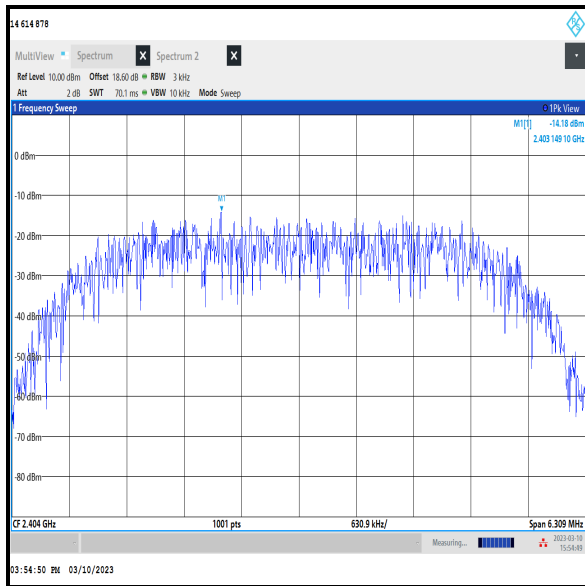 14 614 878
R S
MultiView Spectrum X Spectrum 2 X
Ref Level 10.00 dBm Offset 18.60 dB RBW 3 kHz
Att 2 dB SWT 70.1 ms VBW 10 kHz Mode Sweep
1 Frequency Sweep 1Pk View
M1[1] -14.18 dBm
2.403 149 10 GHz
0 dBm
-10 dBm
M1
-20 dBm
-30 dBm
-40 dBm
-50 dBm
-60 dBm
-70 dBm
-80 dBm
CF 2.404 GHz 1001 pts 630.9 kHz/ Span 6.309 MHz
Measuring... 2023-03-10
15:54:49
03:54:50 PM 03/10/2023